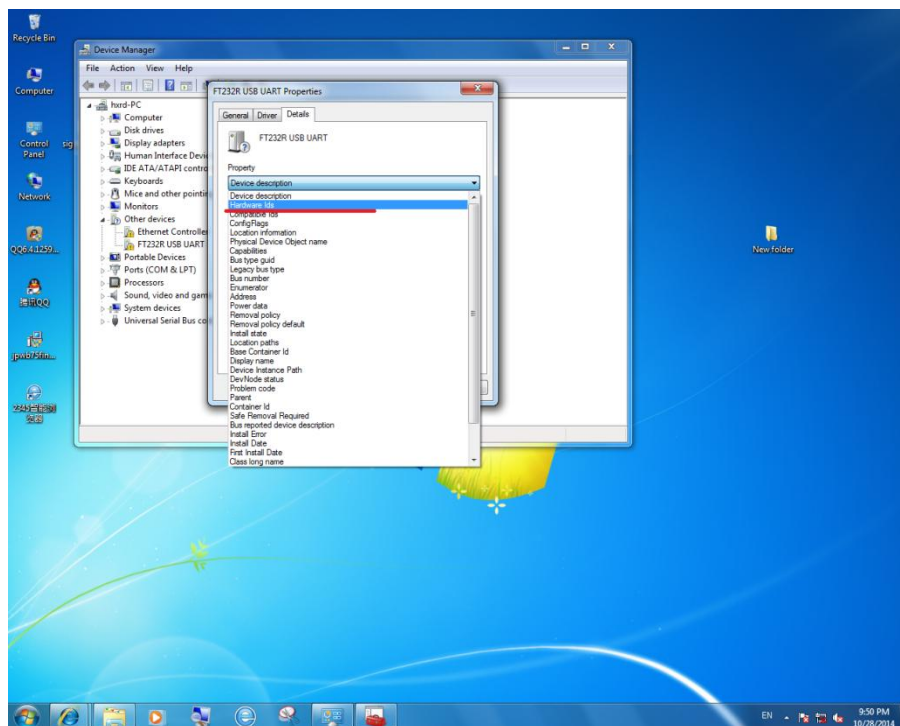 Recycle Bin
Computer
Control
Panel
sig
Network
QQ6.4.1259...
腾讯QQ
New folder
Device Manager
File Action View Help
hxrd-PC
Computer
Disk drives
Display adapters
Human Interface Devi
IDE ATA/ATAPI contro
Keyboards
Mice and other pointin
Monitors
Other devices
Ethernet Controller
FT232R USB UART
Portable Devices
Ports (COM & LPT)
Processors
Sound, video and gam
System devices
Universal Serial Bus co
FT232R USB UART Properties
General Driver Details
FT232R USB UART
Property
Device description
Device description
Hardware Ids
Compatible Ids
ConfigFlags
Location information
Physical Device Object name
Capabilities
Bus type guid
Legacy bus type
Bus number
Enumerator
Address
Power data
Removal policy
Removal policy default
Install state
Location paths
Base Container Id
Display name
Device Instance Path
DevNode status
Problem code
Parent
Container Id
Safe Removal Required
Bus reported device description
Install Error
Install Date
First Install Date
Class long name
EN
9:50 PM
10/28/2014